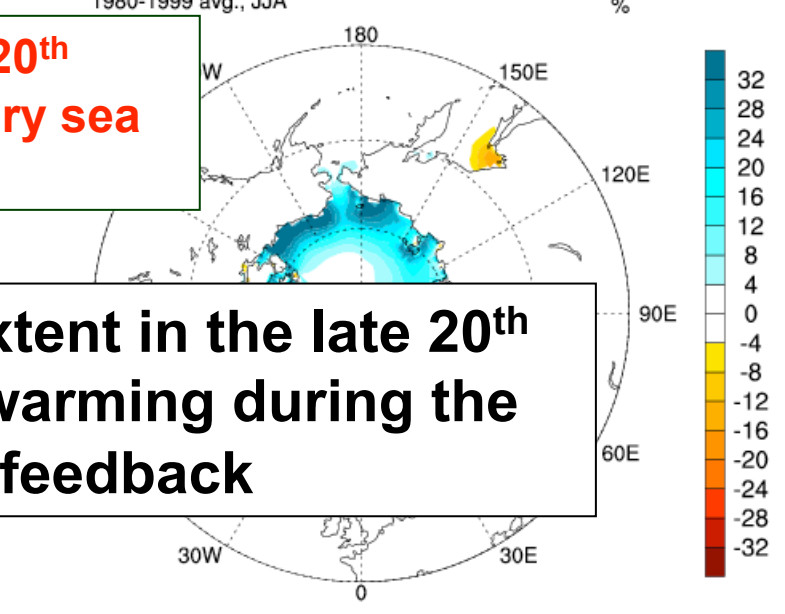 1980-1999 avg., JJA
%
20th
ry sea
180
W
150E
120E
90E
60E
30E
0
30W
xtent in the late 20th
warming during the
feedback
32
28
24
20
16
12
8
4
0
-4
-8
-12
-16
-20
-24
-28
-32